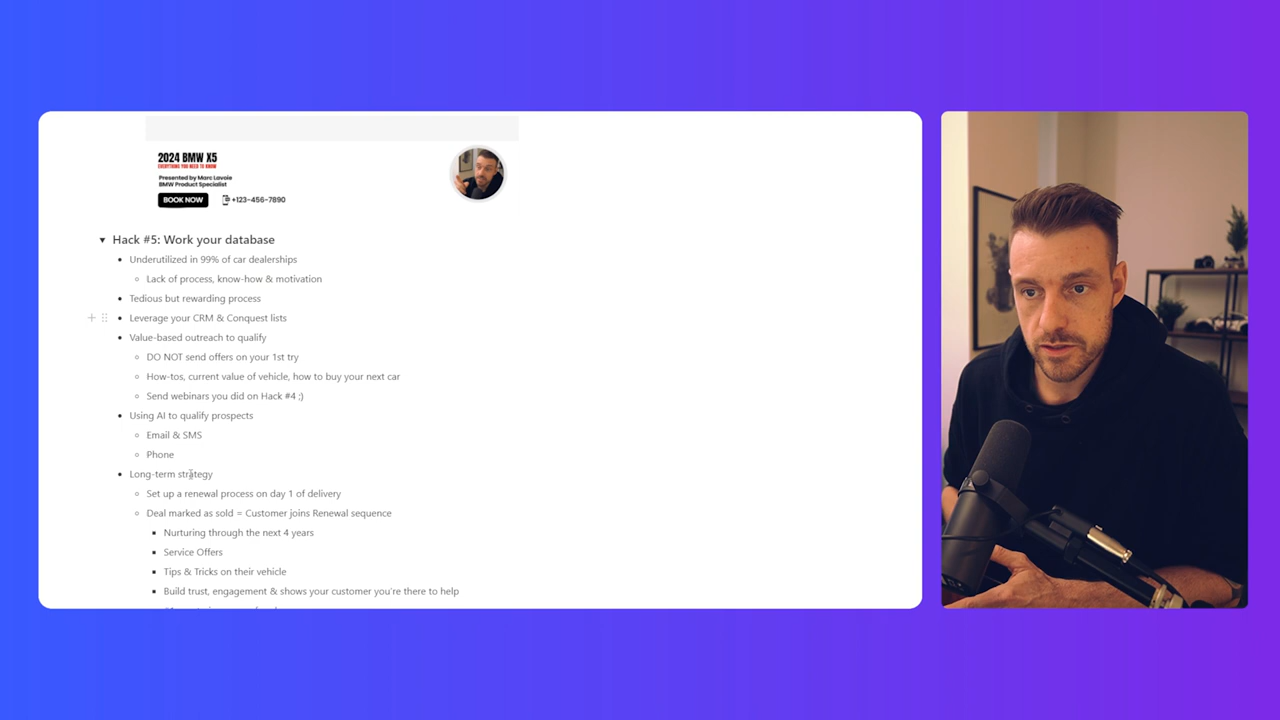 2024 BMW X5
EVERYTHING YOU NEED TO KNOW
Presented by Marc Lavoie
BMW Product Specialist
BOOK NOW
+123-456-7890
Hack #5: Work your database
Underutilized in 99% of car dealerships
Lack of process, know-how & motivation
Tedious but rewarding process
Leverage your CRM & Conquest lists
Value-based outreach to qualify
DO NOT send offers on your 1st try
How-tos, current value of vehicle, how to buy your next car
Send webinars you did on Hack #4 ;)
Using AI to qualify prospects
Email & SMS
Phone
Long-term strategy
Set up a renewal process on day 1 of delivery
Deal marked as sold = Customer joins Renewal sequence
Nurturing through the next 4 years
Service Offers
Tips & Tricks on their vehicle
Build trust, engagement & shows your customer you're there to help